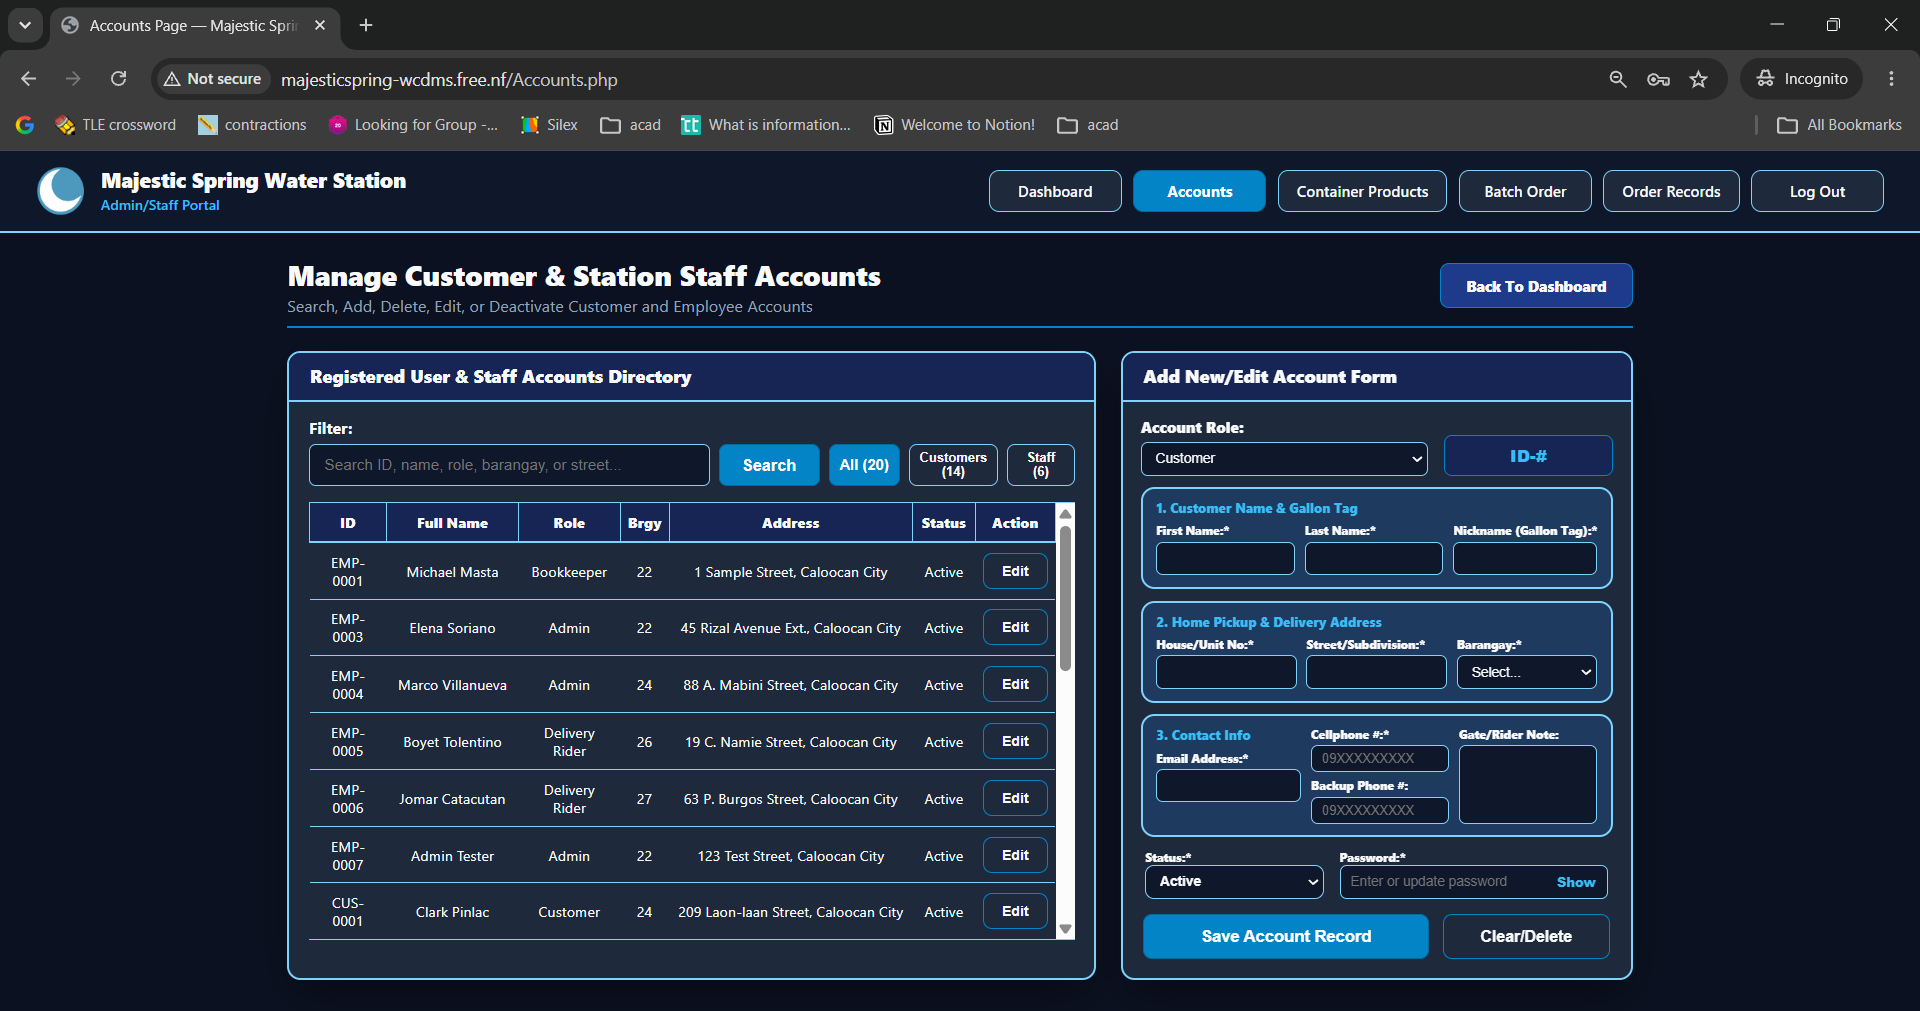 Accounts Page — Majestic Spri
Not secure
majesticspring-wcdms.free.nf/Accounts.php
Incognito
TLE crossword
contractions
Looking for Group -...
Silex
acad
What is information...
Welcome to Notion!
acad
All Bookmarks
Majestic Spring Water Station
Admin/Staff Portal
Dashboard
Accounts
Container Products
Batch Order
Order Records
Log Out
Manage Customer & Station Staff Accounts
Search, Add, Delete, Edit, or Deactivate Customer and Employee Accounts
Back To Dashboard
Registered User & Staff Accounts Directory
Filter:
Search ID, name, role, barangay, or street...
Search
All (20)
Customers
(14)
Staff
(6)
ID Full Name Role Brgy Address Status Action
EMP-
0001 Michael Masta Bookkeeper 22 1 Sample Street, Caloocan City Active Edit
EMP-
0003 Elena Soriano Admin 22 45 Rizal Avenue Ext., Caloocan City Active Edit
EMP-
0004 Marco Villanueva Admin 24 88 A. Mabini Street, Caloocan City Active Edit
EMP-
0005 Boyet Tolentino Delivery
Rider 26 19 C. Namie Street, Caloocan City Active Edit
EMP-
0006 Jomar Catacutan Delivery
Rider 27 63 P. Burgos Street, Caloocan City Active Edit
EMP-
0007 Admin Tester Admin 22 123 Test Street, Caloocan City Active Edit
CUS-
0001 Clark Pinlac Customer 24 209 Laon-laan Street, Caloocan City Active Edit
Add New/Edit Account Form
Account Role:
Customer
ID-#
1. Customer Name & Gallon Tag
First Name:* Last Name:* Nickname (Gallon Tag):*
2. Home Pickup & Delivery Address
House/Unit No:* Street/Subdivision:* Barangay:*
Select...
3. Contact Info
Email Address:*
Cellphone #:*
09XXXXXXXXX
Backup Phone #:
09XXXXXXXXX
Gate/Rider Note:
Status:*
Active
Password:*
Enter or update password
Show
Save Account Record
Clear/Delete